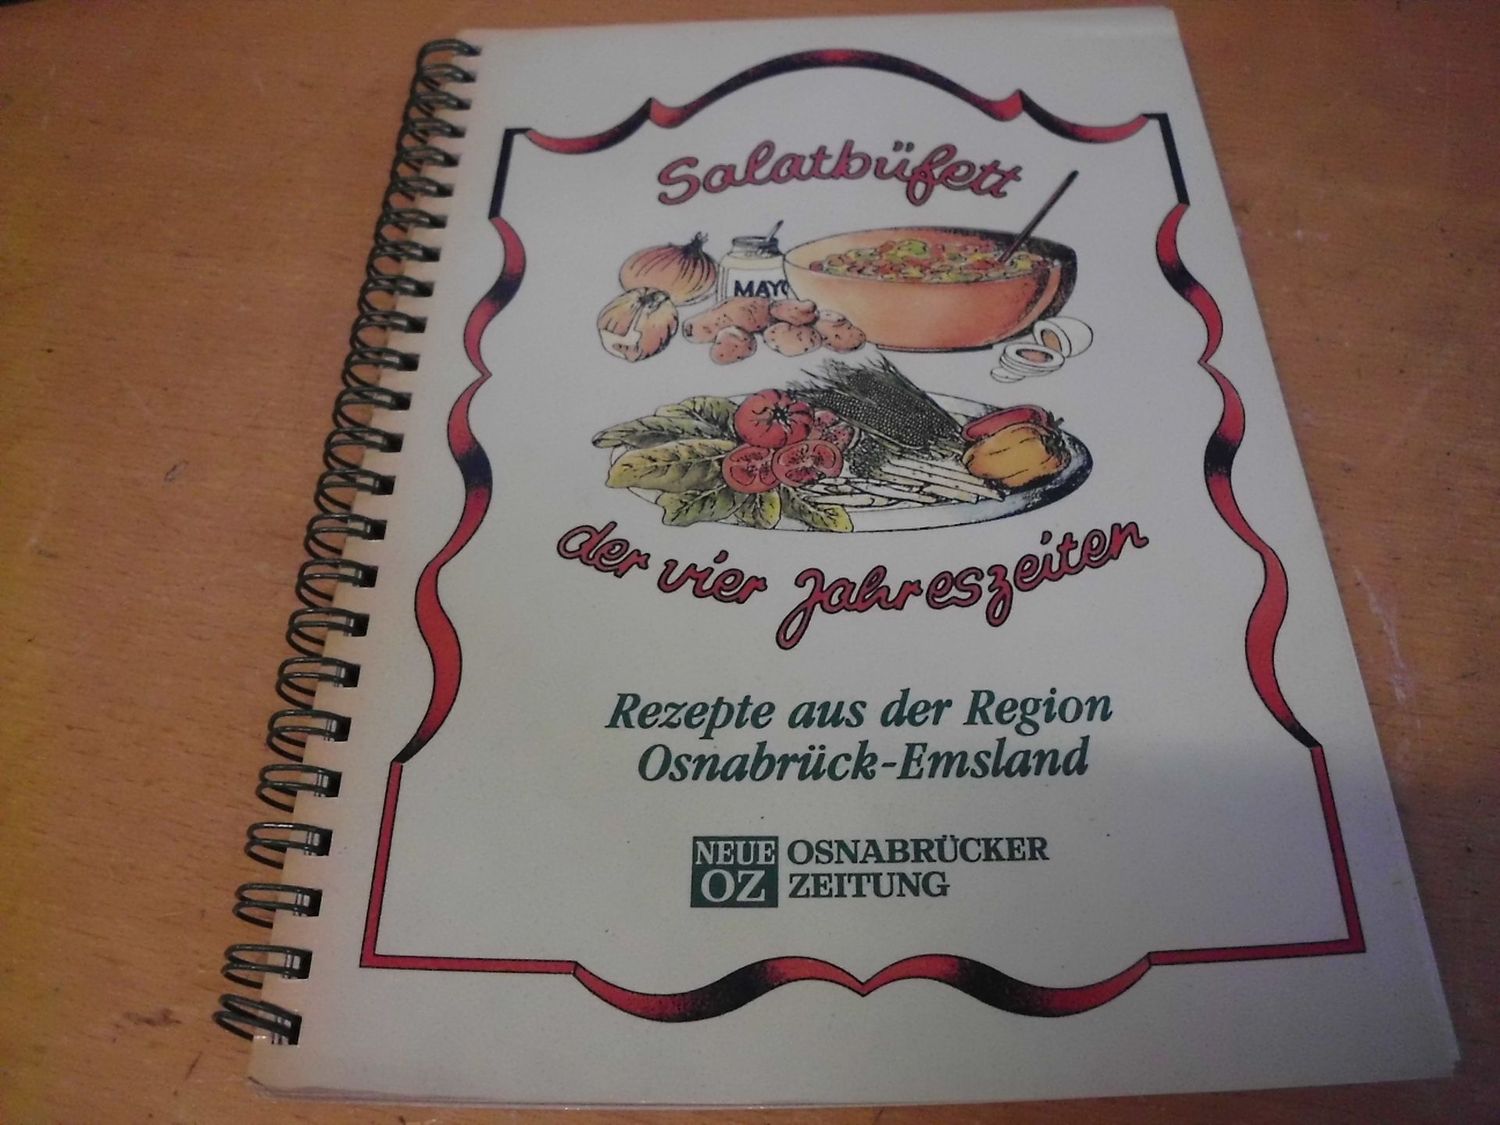 Salatbüfett
MAYO
der vier Jahreszeiten
Rezepte aus der Region
Osnabrück-Emsland
NEUE OZ
OSNABRÜCKER
ZEITUNG